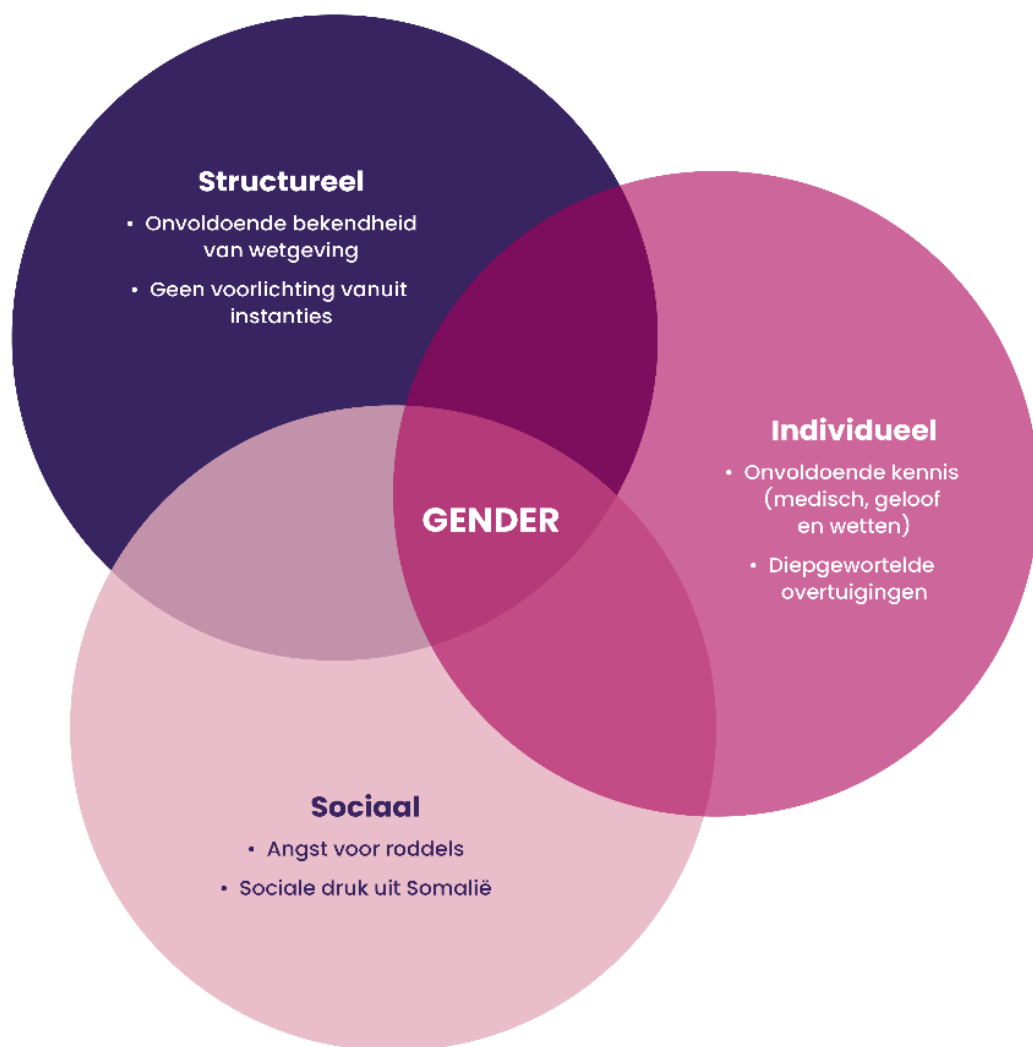 Structureel
• Onvoldoende bekendheid
van wetgeving
• Geen voorlichting vanuit
instanties
Individueel
• Onvoldoende kennis
(medisch, geloof
en wetten)
• Diepgewortelde
overtuigingen
GENDER
Sociaal
• Angst voor roddels
• Sociale druk uit Somalië